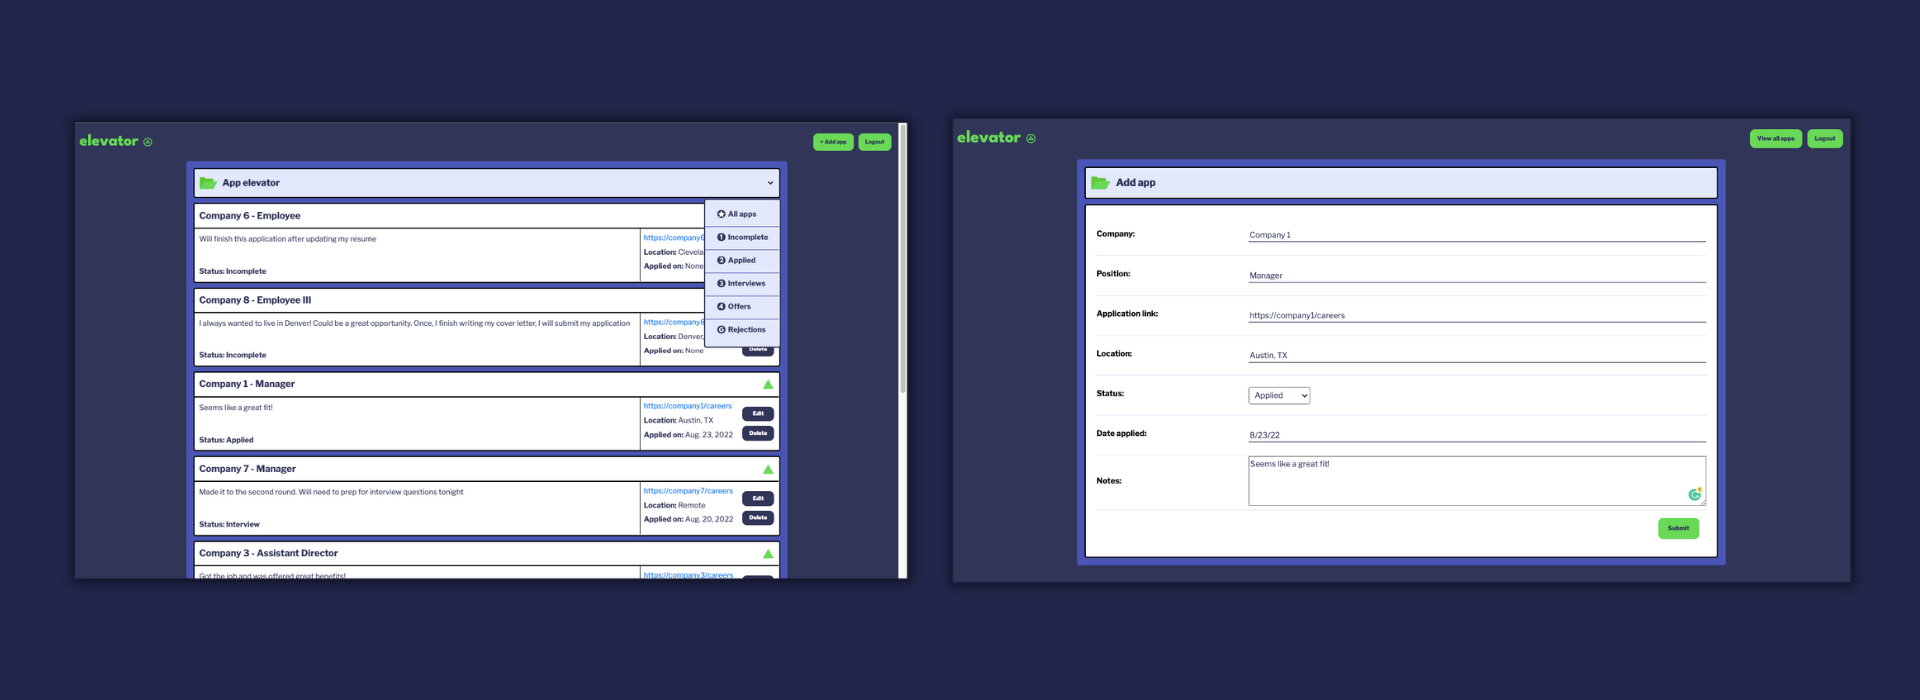 elevator
+ Add app
Logout
App elevator
All apps
1 Incomplete
2 Applied
3 Interviews
4 Offers
Rejections
Company 6 - Employee
Will finish this application after updating my resume
Status: Incomplete
https://company6
Location: Clevela
Applied on: None
Company 8 - Employee III
I always wanted to live in Denver! Could be a great opportunity. Once, I finish writing my cover letter, I will submit my application
Status: Incomplete
https://company8
Location: Denver,
Applied on: None
Delete
Company 1 - Manager
Seems like a great fit!
Status: Applied
https://company1/careers
Location: Austin, TX
Applied on: Aug. 23, 2022
Edit
Delete
Company 7 - Manager
Made it to the second round. Will need to prep for interview questions tonight
Status: Interview
https://company7/careers
Location: Remote
Applied on: Aug. 20, 2022
Edit
Delete
Company 3 - Assistant Director
Got the job and was offered great benefits!
https://company3/careers
elevator
View all apps
Logout
Add app
Company:
Company 1
Position:
Manager
Application link:
https://company1/careers
Location:
Austin, TX
Status:
Applied
Date applied:
8/23/22
Notes:
Seems like a great fit!
Submit